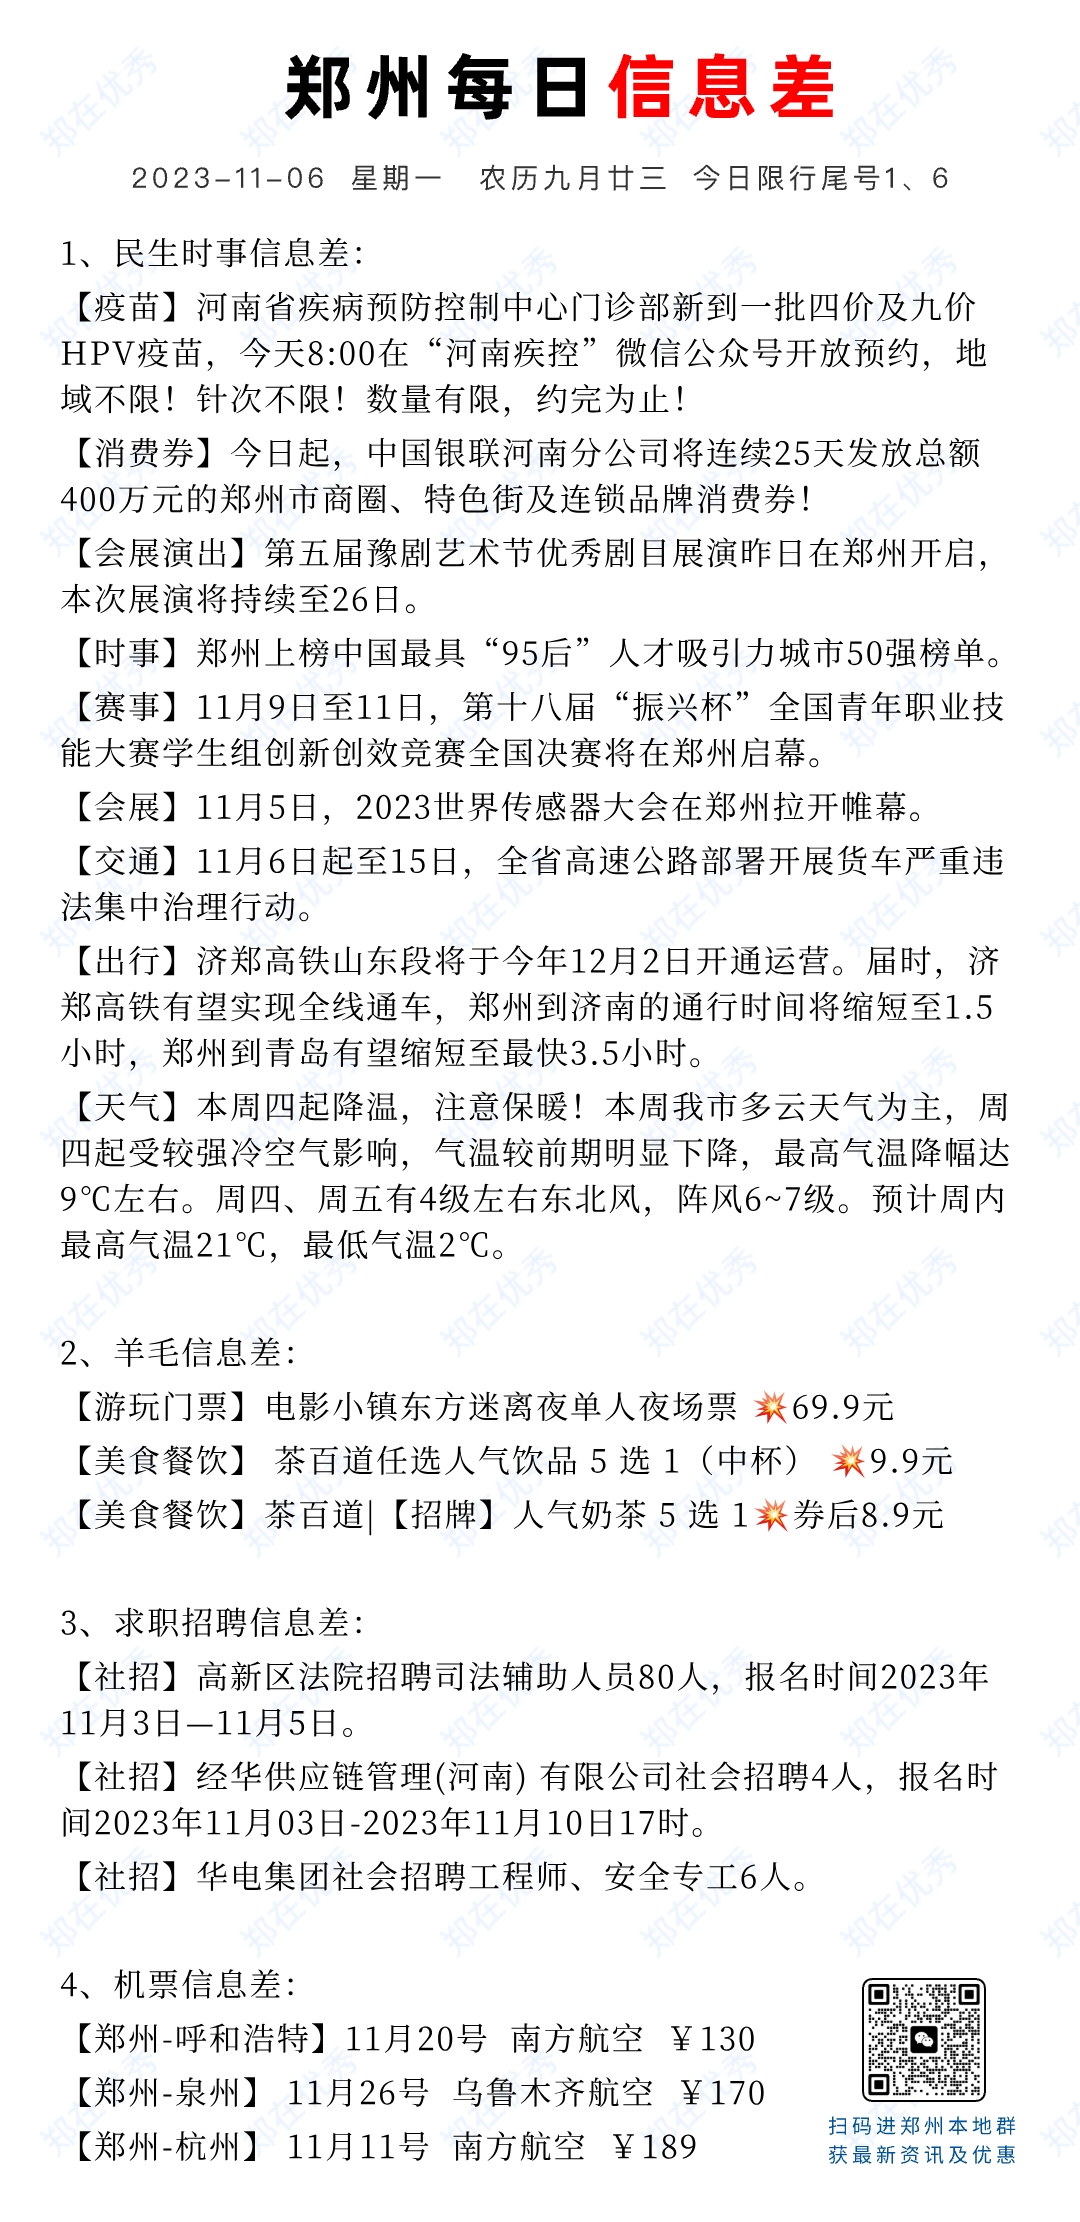 郑州每日信息差
2023-11-06 星期一 农历九月廿三 今日限行尾号1、6
1、民生时事信息差：
【疫苗】河南省疾病预防控制中心门诊部新到一批四价及九价
HPV疫苗，今天8:00在“河南疾控”微信公众号开放预约，地
域不限！针次不限！数量有限，约完为止！
【消费券】今日起，中国银联河南分公司将连续25天发放总额
400万元的郑州市商圈、特色街及连锁品牌消费券！
【会展演出】第五届豫剧艺术节优秀剧目展演昨日在郑州开启，
本次展演将持续至26日。
【时事】郑州上榜中国最具“95后”人才吸引力城市50强榜单。
【赛事】11月9日至11日，第十八届“振兴杯”全国青年职业技
能大赛学生组创新创效竞赛全国决赛将在郑州启幕。
【会展】11月5日，2023世界传感器大会在郑州拉开帷幕。
【交通】11月6日起至15日，全省高速公路部署开展货车严重违
法集中治理行动。
【出行】济郑高铁山东段将于今年12月2日开通运营。届时，济
郑高铁有望实现全线通车，郑州到济南的通行时间将缩短至1.5
小时，郑州到青岛有望缩短至最快3.5小时。
【天气】本周四起降温，注意保暖！本周我市多云天气为主，周
四起受较强冷空气影响，气温较前期明显下降，最高气温降幅达
9℃左右。周四、周五有4级左右东北风，阵风6~7级。预计周内
最高气温21℃，最低气温2℃。
2、羊毛信息差：
【游玩门票】电影小镇东方迷离夜单人夜场票 💥69.9元
【美食餐饮】 茶百道任选人气饮品 5 选 1（中杯） 💥9.9元
【美食餐饮】茶百道|【招牌】人气奶茶 5 选 1💥券后8.9元
3、求职招聘信息差：
【社招】高新区法院招聘司法辅助人员80人，报名时间2023年
11月3日—11月5日。
【社招】经华供应链管理(河南) 有限公司社会招聘4人，报名时
间2023年11月03日-2023年11月10日17时。
【社招】华电集团社会招聘工程师、安全专工6人。
4、机票信息差：
【郑州-呼和浩特】11月20号 南方航空 ￥130
【郑州-泉州】 11月26号 乌鲁木齐航空 ￥170
【郑州-杭州】 11月11号 南方航空 ￥189
扫码进郑州本地群
获最新资讯及优惠
郑在优秀